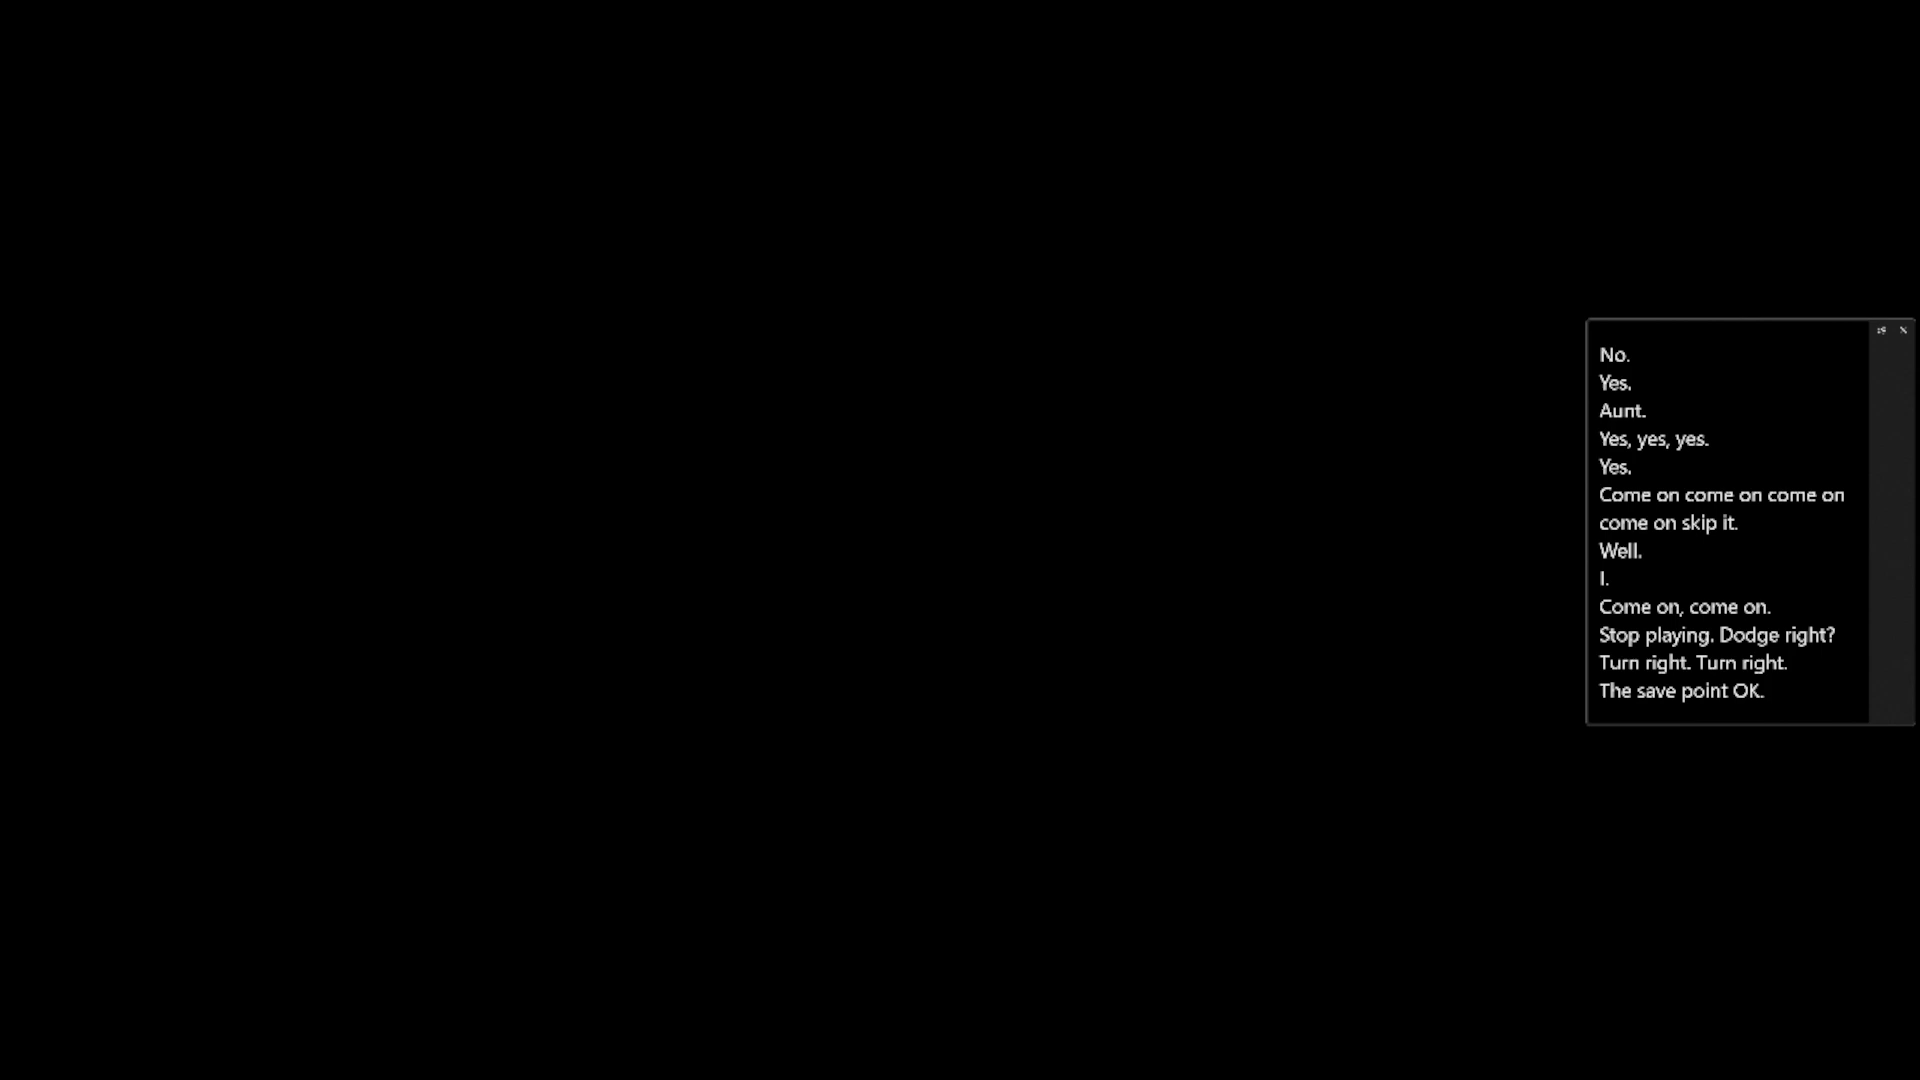 No.
Yes.
Aunt.
Yes, yes, yes.
Yes.
Come on come on come on
come on skip it.
Well.
I.
Come on, come on.
Stop playing. Dodge right?
Turn right. Turn right.
The save point OK.